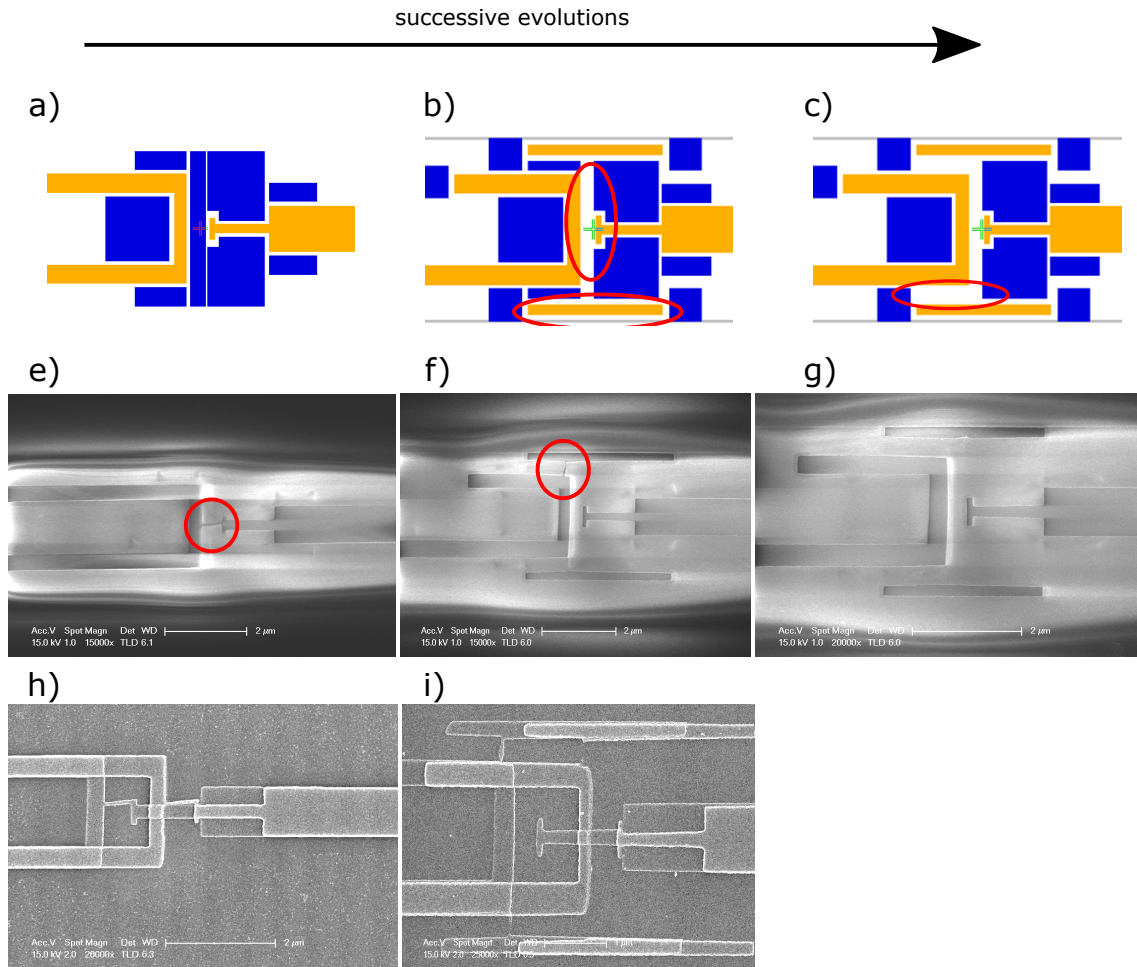 successive evolutions
a)
b)
c)
e)
f)
g)
Acc.V Spot Magn Det WD 2 µm
15.0 kV 1.0 15000x TLD 6.1
Acc.V Spot Magn Det WD 2 µm
15.0 kV 1.0 15000x TLD 6.0
Acc.V Spot Magn Det WD 2 µm
15.0 kV 1.0 20000x TLD 6.0
h)
i)
Acc.V Spot Magn Det WD 2 µm
15.0 kV 2.0 20000x TLD 6.3
Acc.V Spot Magn Det WD 1 µm
15.0 kV 2.0 25000x TLD